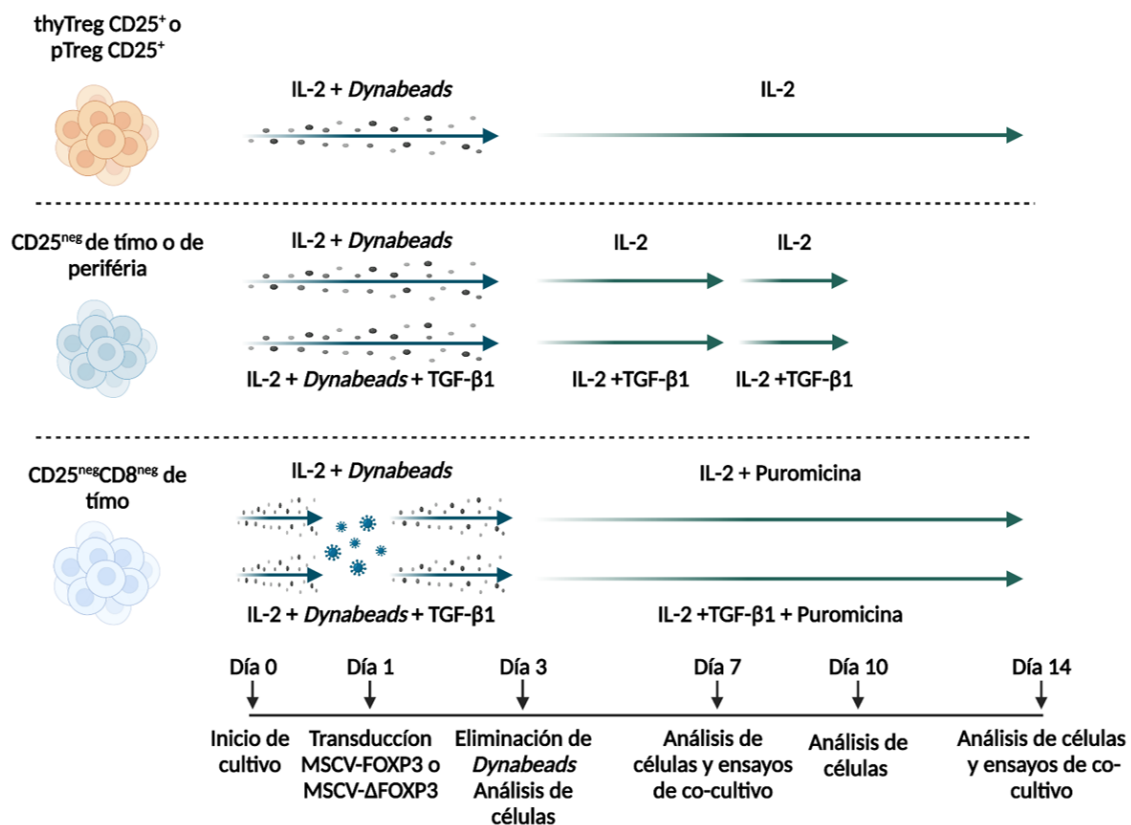 thyTreg CD25⁺ o
pTreg CD25⁺
IL-2 + Dynabeads
IL-2
CD25ⁿᵉᵍ de tímo o de
periféria
IL-2 + Dynabeads
IL-2
IL-2
IL-2 + Dynabeads + TGF-β1
IL-2 +TGF-β1
IL-2 +TGF-β1
CD25ⁿᵉᵍCD8ⁿᵉᵍ de
tímo
IL-2 + Dynabeads
IL-2 + Puromicina
IL-2 + Dynabeads + TGF-β1
IL-2 +TGF-β1 + Puromicina
Día 0
Día 1
Día 3
Día 7
Día 10
Día 14
Inicio de
cultivo
Transduccíon
MSCV-FOXP3 o
MSCV-ΔFOXP3
Eliminación de
Dynabeads
Análisis de
células
Análisis de
células y ensayos
de co-cultivo
Análisis de
células
Análisis de células
y ensayos de co-
cultivo